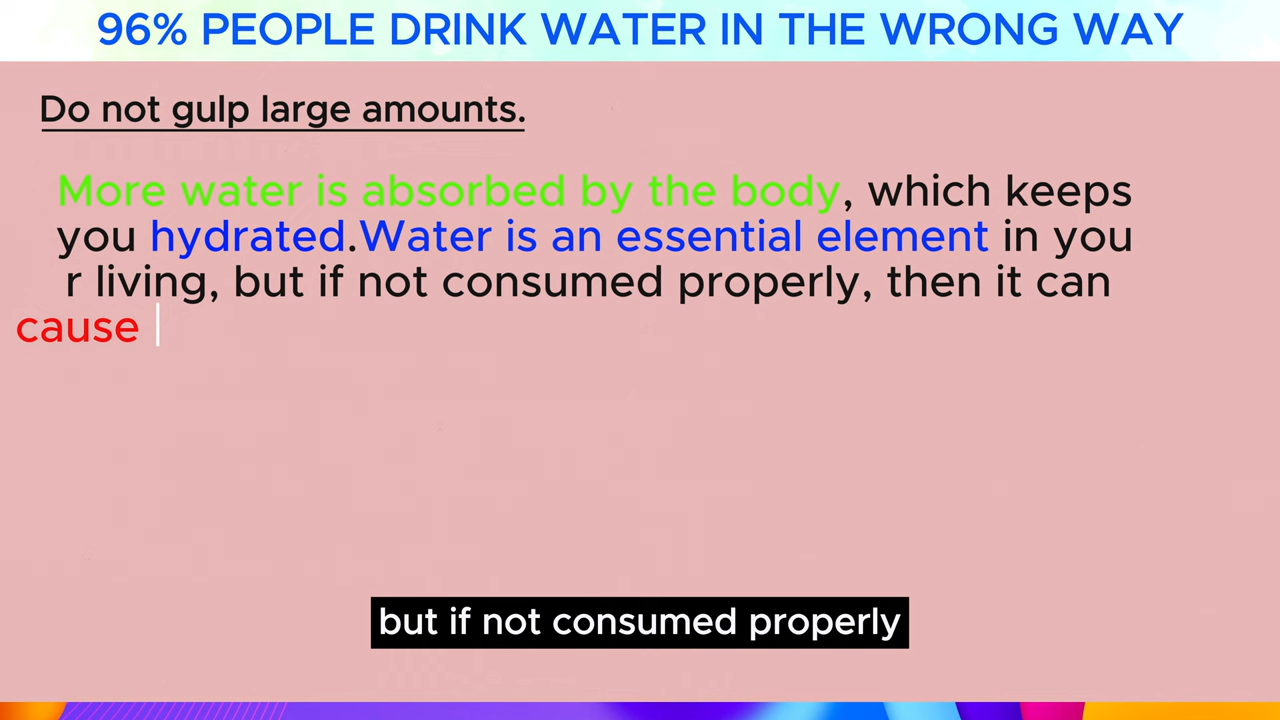 96% PEOPLE DRINK WATER IN THE WRONG WAY
Do not gulp large amounts.
More water is absorbed by the body, which keeps
you hydrated.Water is an essential element in you
r living, but if not consumed properly, then it can
cause
but if not consumed properly